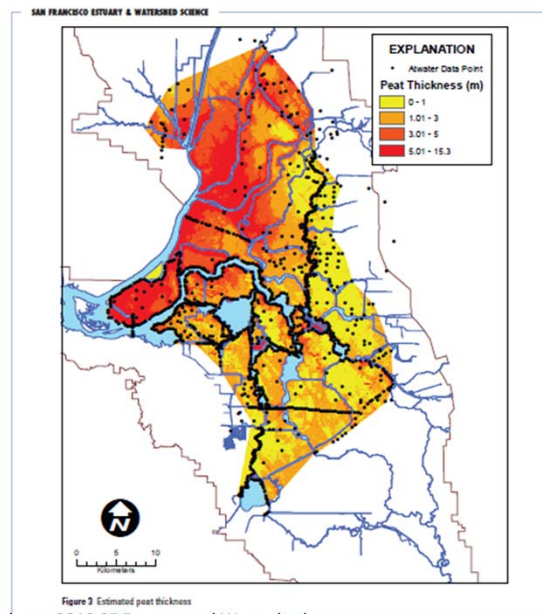 SAN FRANCISCO ESTUARY & WATERSHED SCIENCE
EXPLANATION
Atwater Data Point
Peat Thickness (m)
0 - 1
1.01 - 3
3.01 - 5
5.01 - 15.3
N
0 5 10
Kilometers
Figure 3 Estimated peat thickness